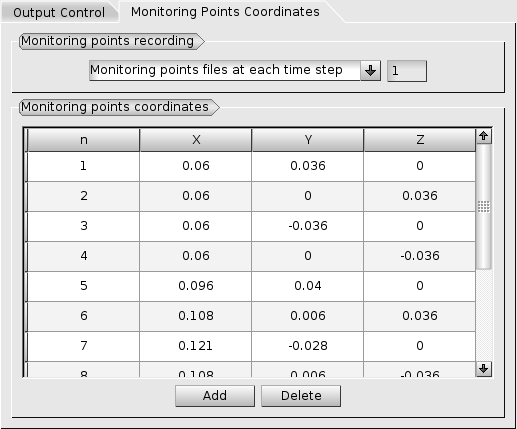 Output Control Monitoring Points Coordinates
Monitoring points recording
Monitoring points files at each time step 1
Monitoring points coordinates
n X Y Z
1 0.06 0.036 0
2 0.06 0 0.036
3 0.06 -0.036 0
4 0.06 0 -0.036
5 0.096 0.04 0
6 0.108 0.006 0.036
7 0.121 -0.028 0
8 0.108 0.006 -0.036
Add Delete